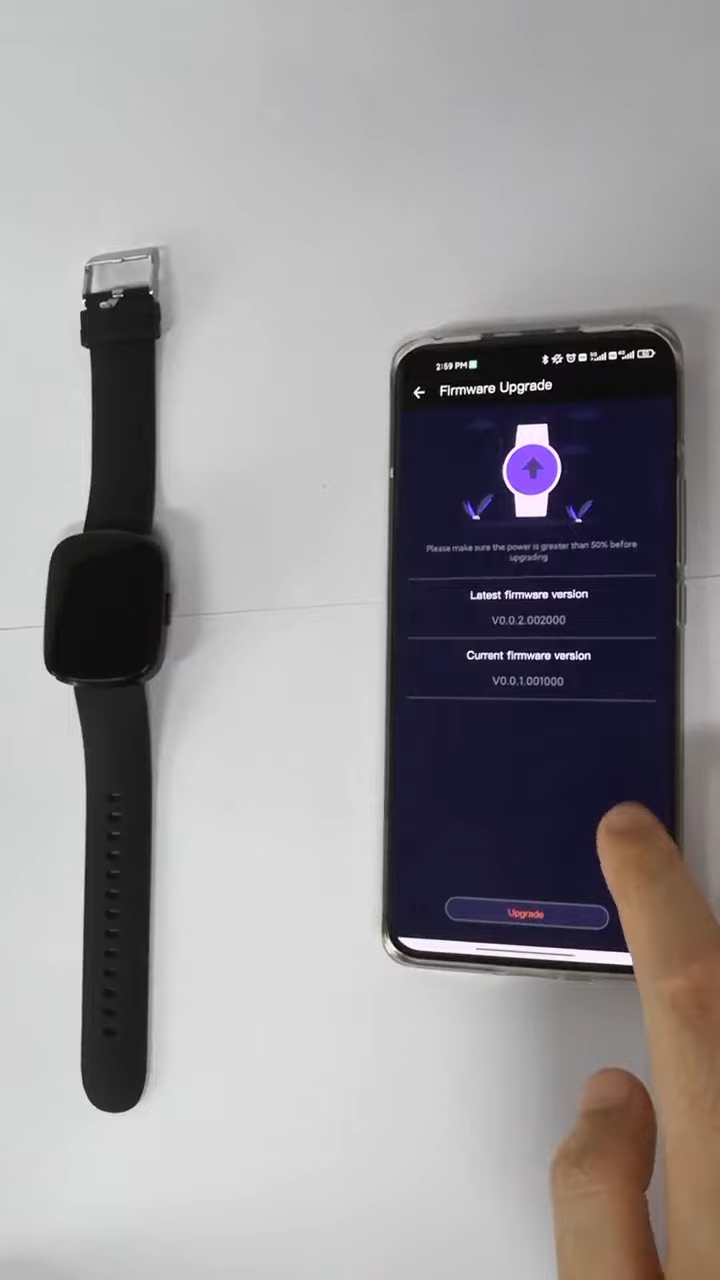 2:59 PM
Firmware Upgrade
Please make sure the power is greater than 50% before
upgrading
Latest firmware version
V0.0.2.002000
Current firmware version
V0.0.1.001000
Upgrade